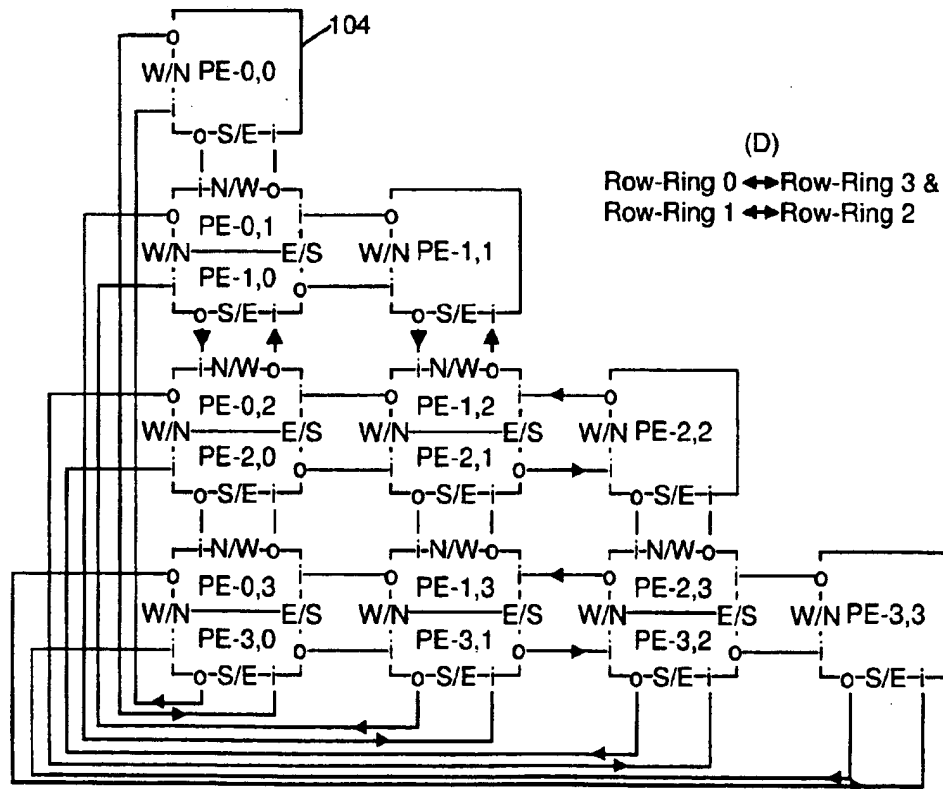 104
o
W/N PE-0,0
i
o S/E i
(D)
Row-Ring 0 ↔ Row-Ring 3 &
Row-Ring 1 ↔ Row-Ring 2
i N/W o
o PE-0,1 i o
W/N E/S W/N PE-1,1
i PE-1,0 o i
o S/E i o S/E i
i N/W o i N/W o
o PE-0,2 i o PE-1,2 i o
W/N E/S W/N E/S W/N PE-2,2
i PE-2,0 o i PE-2,1 o i
o S/E i o S/E i o S/E i
i N/W o i N/W o i N/W o
o PE-0,3 i o PE-1,3 i o PE-2,3 i o
W/N E/S W/N E/S W/N E/S W/N PE-3,3
i PE-3,0 o i PE-3,1 o i PE-3,2 o i
o S/E i o S/E i o S/E i o S/E i